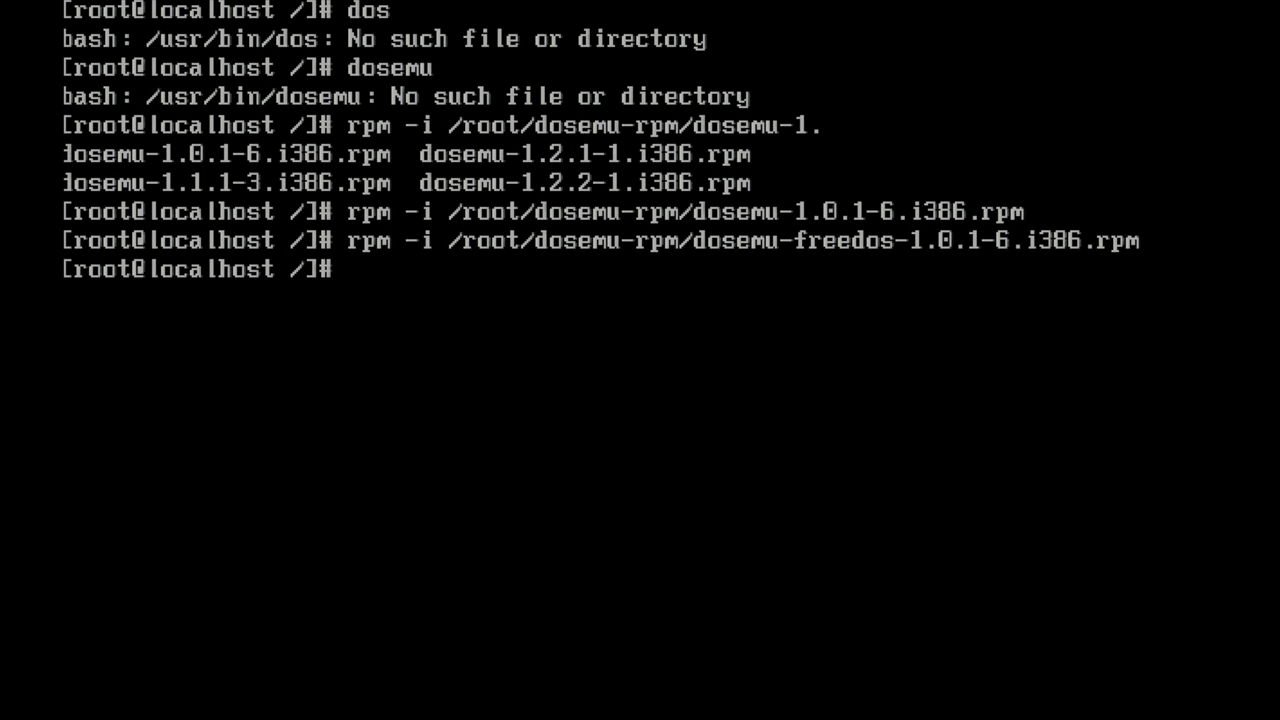 [root@localhost /]# dos
bash: /usr/bin/dos: No such file or directory
[root@localhost /]# dosemu
bash: /usr/bin/dosemu: No such file or directory
[root@localhost /]# rpm -i /root/dosemu-rpm/dosemu-1.
dosemu-1.0.1-6.i386.rpm  dosemu-1.2.1-1.i386.rpm
dosemu-1.1.1-3.i386.rpm  dosemu-1.2.2-1.i386.rpm
[root@localhost /]# rpm -i /root/dosemu-rpm/dosemu-1.0.1-6.i386.rpm
[root@localhost /]# rpm -i /root/dosemu-rpm/dosemu-freedos-1.0.1-6.i386.rpm
[root@localhost /]#